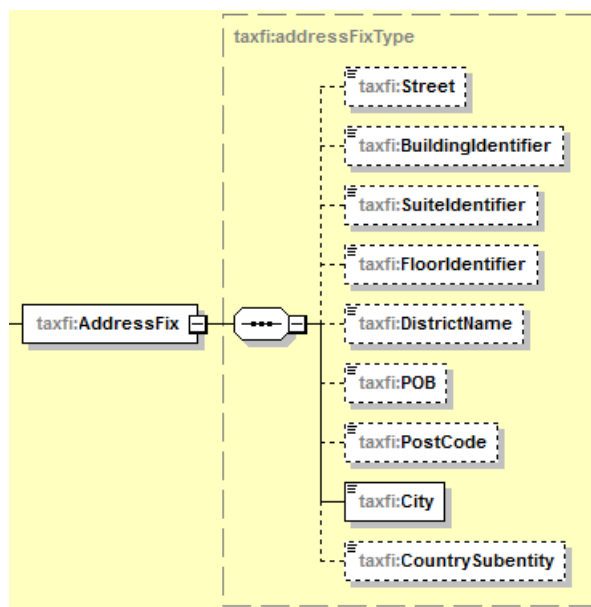 taxfi:addressFixType
taxfi:Street
taxfi:BuildingIdentifier
taxfi:SuiteIdentifier
taxfi:FloorIdentifier
taxfi:AddressFix
taxfi:DistrictName
taxfi:POB
taxfi:PostCode
taxfi:City
taxfi:CountrySubentity